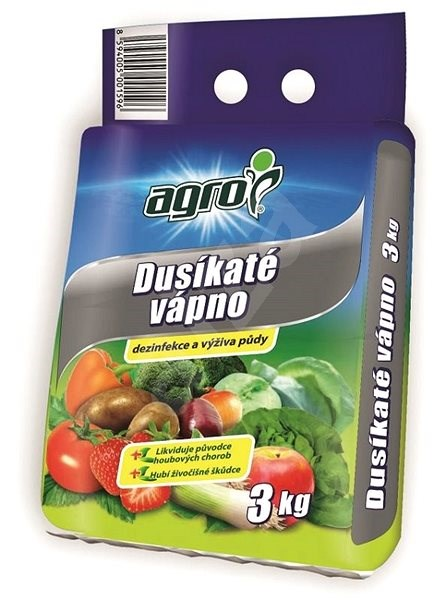 8 594005 001596
agro
Dusíkaté
vápno
dezinfekce a výživa půdy
Likviduje původce
houbových chorob
Hubí živočišné škůdce
3 kg
Dusíkaté vápno 3 kg